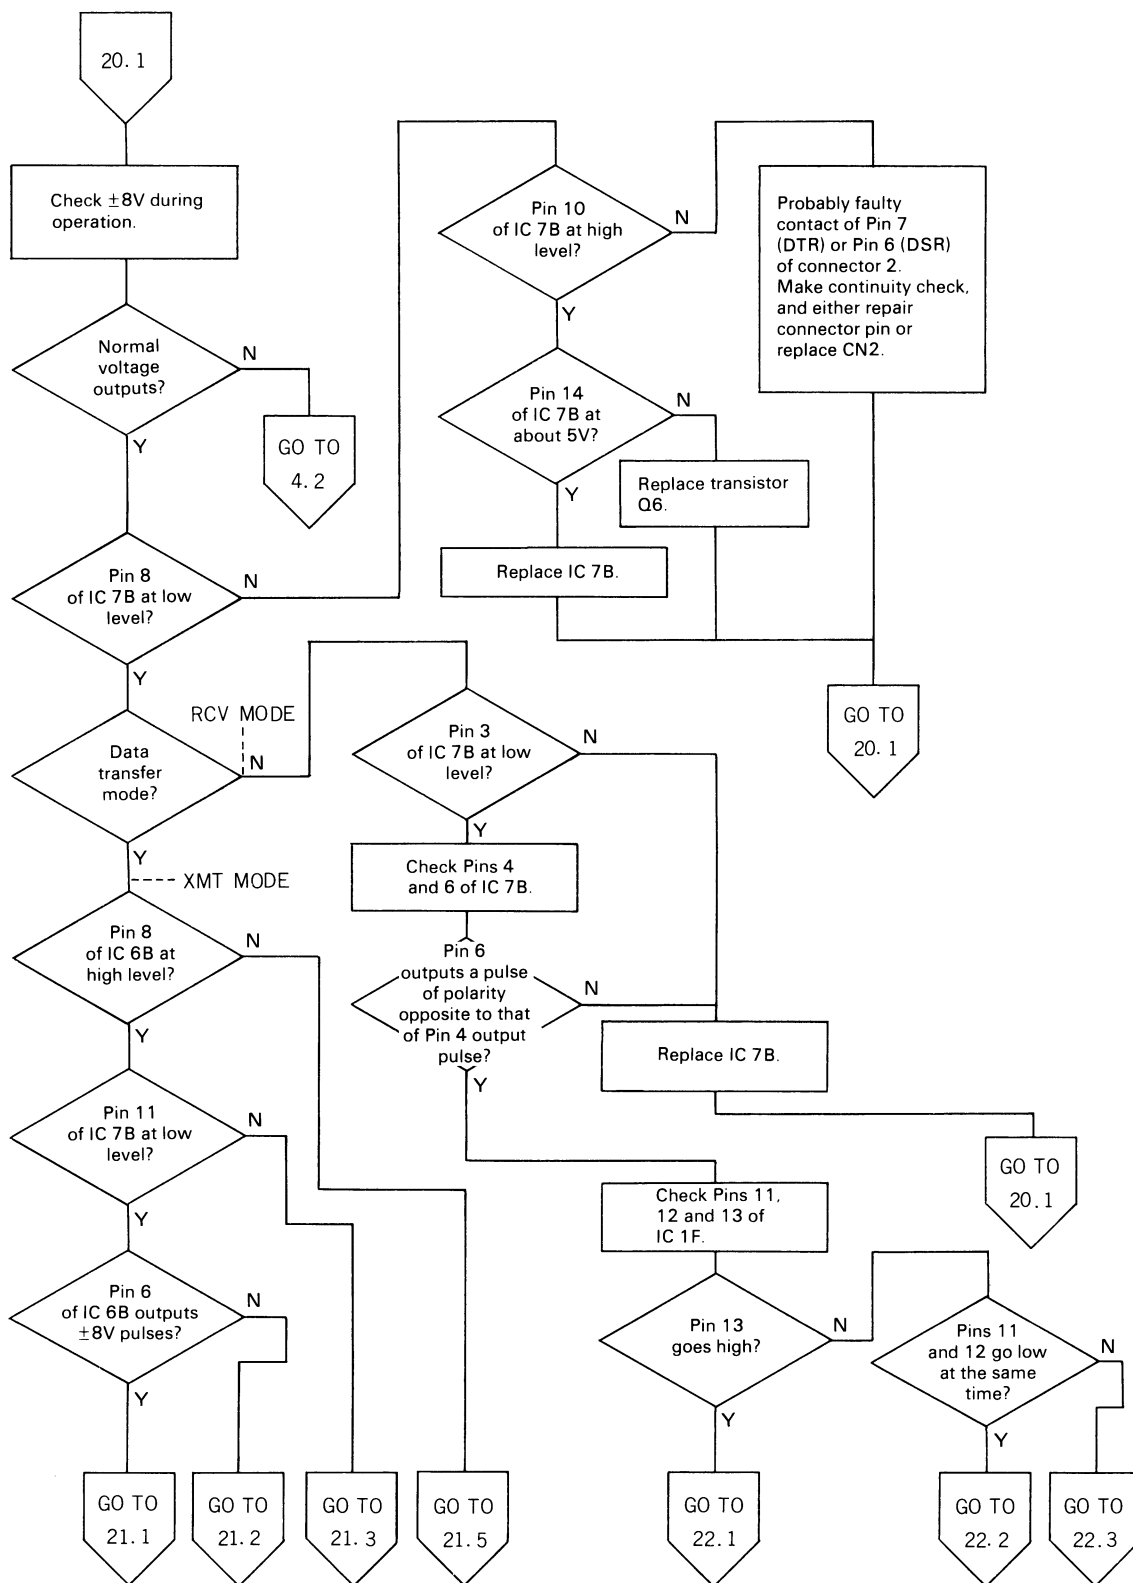 20.1
Check ±8V during
operation.
Normal
voltage
outputs?
N
Y
GO TO
4.2
Pin 8
of IC 7B at low
level?
N
Y
Pin 10
of IC 7B at high
level?
N
Y
Probably faulty
contact of Pin 7
(DTR) or Pin 6 (DSR)
of connector 2.
Make continuity check,
and either repair
connector pin or
replace CN2.
Pin 14
of IC 7B at
about 5V?
N
Y
Replace transistor
Q6.
Replace IC 7B.
GO TO
20.1
RCV MODE
Data
transfer
mode?
N
Y
XMT MODE
Pin 3
of IC 7B at low
level?
N
Y
Check Pins 4
and 6 of IC 7B.
Pin 6
outputs a pulse
of polarity
opposite to that
of Pin 4 output
pulse?
N
Y
Replace IC 7B.
GO TO
20.1
Pin 8
of IC 6B at
high level?
N
Y
Pin 11
of IC 7B at low
level?
N
Y
Pin 6
of IC 6B outputs
±8V pulses?
N
Y
Check Pins 11,
12 and 13 of
IC 1F.
Pin 13
goes high?
N
Y
Pins 11
and 12 go low
at the same
time?
N
Y
GO TO
21.1
GO TO
21.2
GO TO
21.3
GO TO
21.5
GO TO
22.1
GO TO
22.2
GO TO
22.3